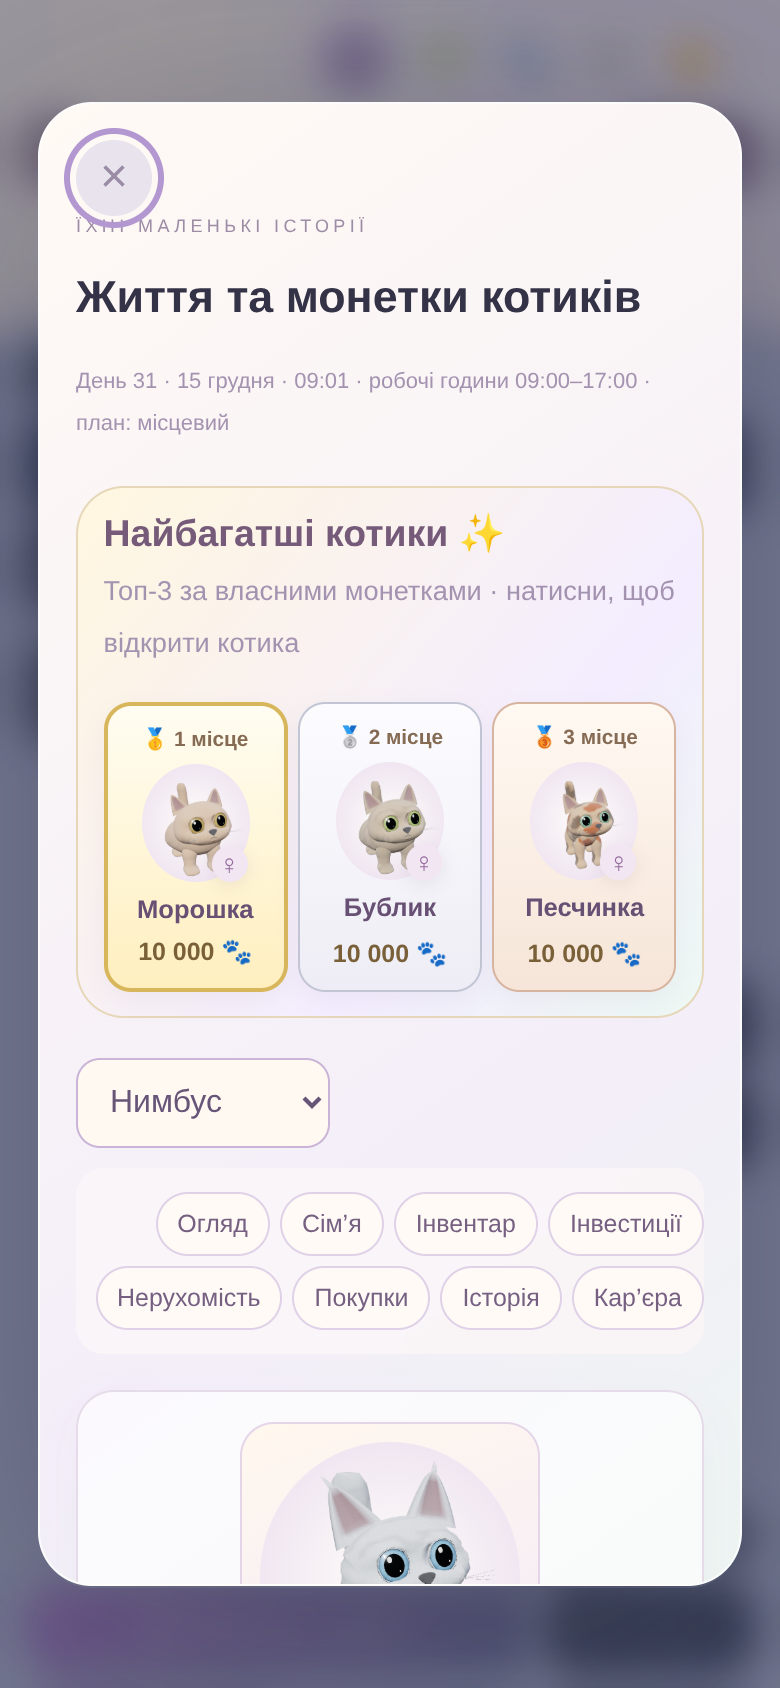 ✕
ЇХНІ МАЛЕНЬКІ ІСТОРІЇ
Життя та монетки котиків
День 31 · 15 грудня · 09:01 · робочі години 09:00–17:00 ·
план: місцевий
Найбагатші котики ✨
Топ-3 за власними монетками · натисни, щоб
відкрити котика
🥇 1 місце
♀
Морошка
10 000 🐾
🥈 2 місце
♀
Бублик
10 000 🐾
🥉 3 місце
♀
Песчинка
10 000 🐾
Нимбус
Огляд Сім’я Інвентар Інвестиції
Нерухомість Покупки Історія Кар’єра